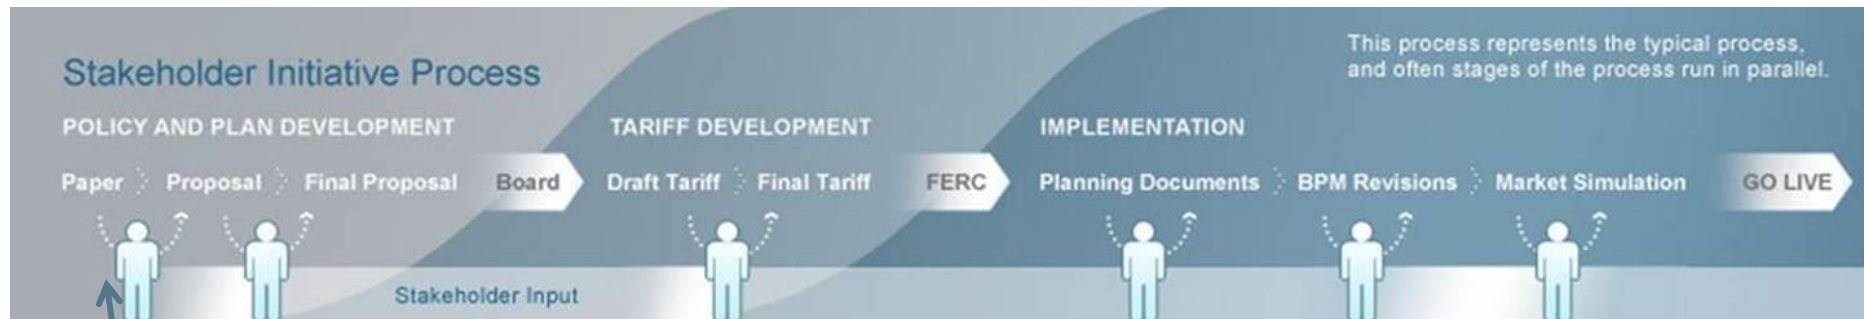 This process represents the typical process,
and often stages of the process run in parallel.
Stakeholder Initiative Process
POLICY AND PLAN DEVELOPMENT
TARIFF DEVELOPMENT
IMPLEMENTATION
Paper Proposal Final Proposal Board Draft Tariff Final Tariff FERC Planning Documents BPM Revisions Market Simulation GO LIVE
Stakeholder Input